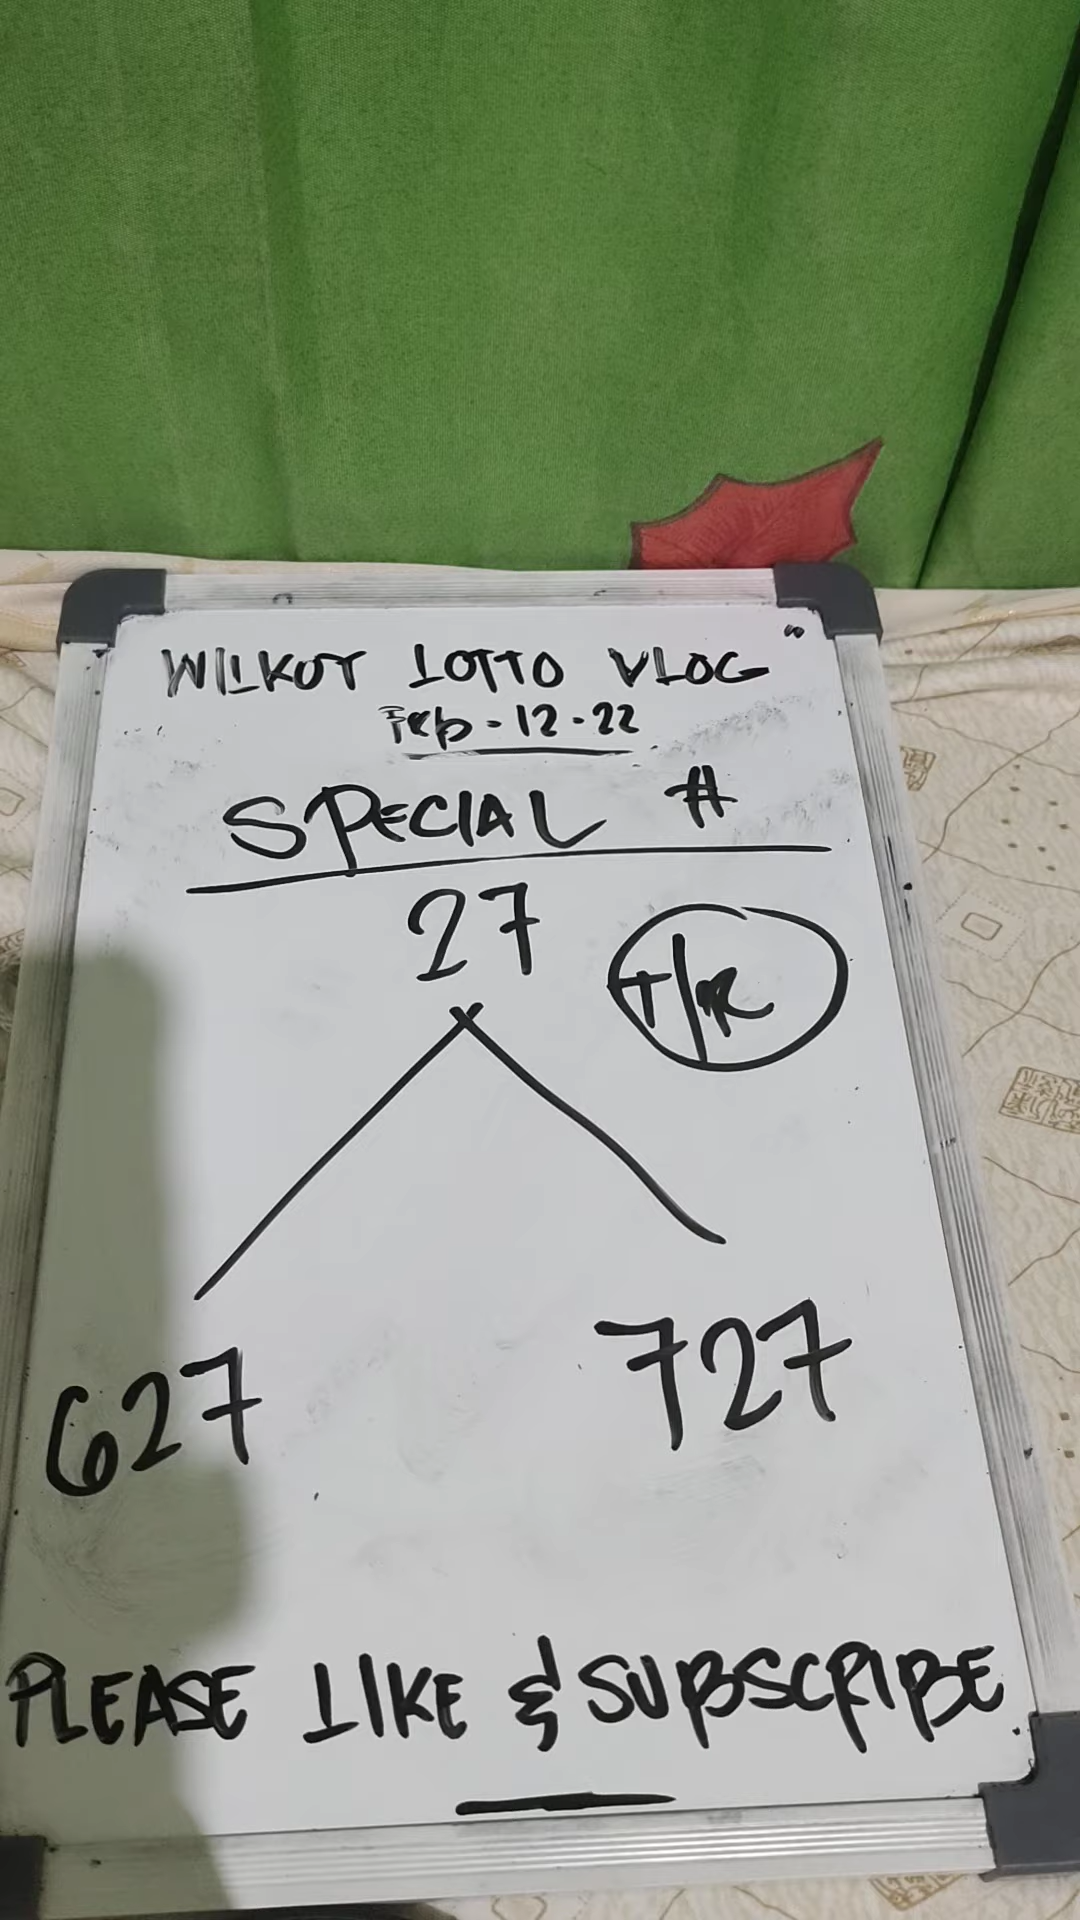 WILKOT LOTTO VLOG "
Feb - 12 - 22
SPECIAL #
27
T/R
627 727
PLEASE LIKE & SUBSCRIBE